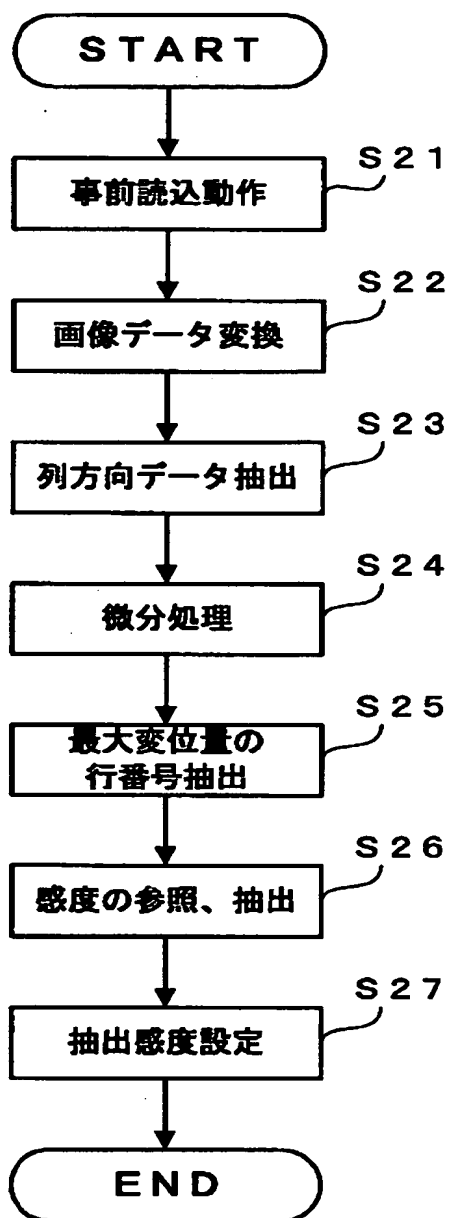 START
S21
事前読込動作
S22
画像データ変換
S23
列方向データ抽出
S24
微分処理
S25
最大変位量の
行番号抽出
S26
感度の参照、抽出
S27
抽出感度設定
END